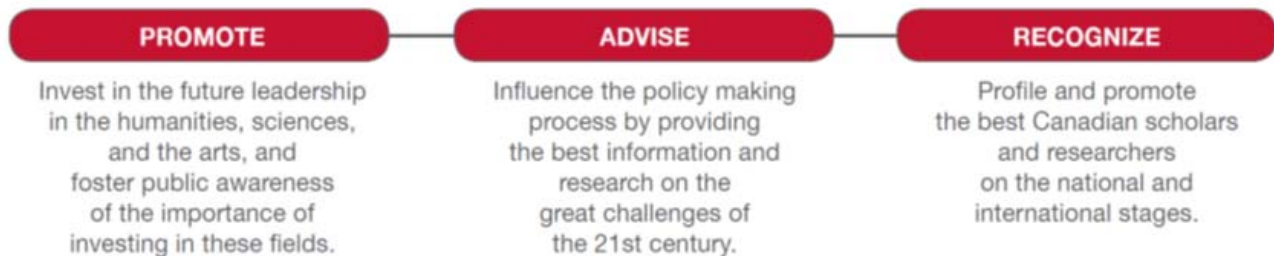 PROMOTE
Invest in the future leadership
in the humanities, sciences,
and the arts, and
foster public awareness
of the importance of
investing in these fields.
ADVISE
Influence the policy making
process by providing
the best information and
research on the
great challenges of
the 21st century.
RECOGNIZE
Profile and promote
the best Canadian scholars
and researchers
on the national and
international stages.